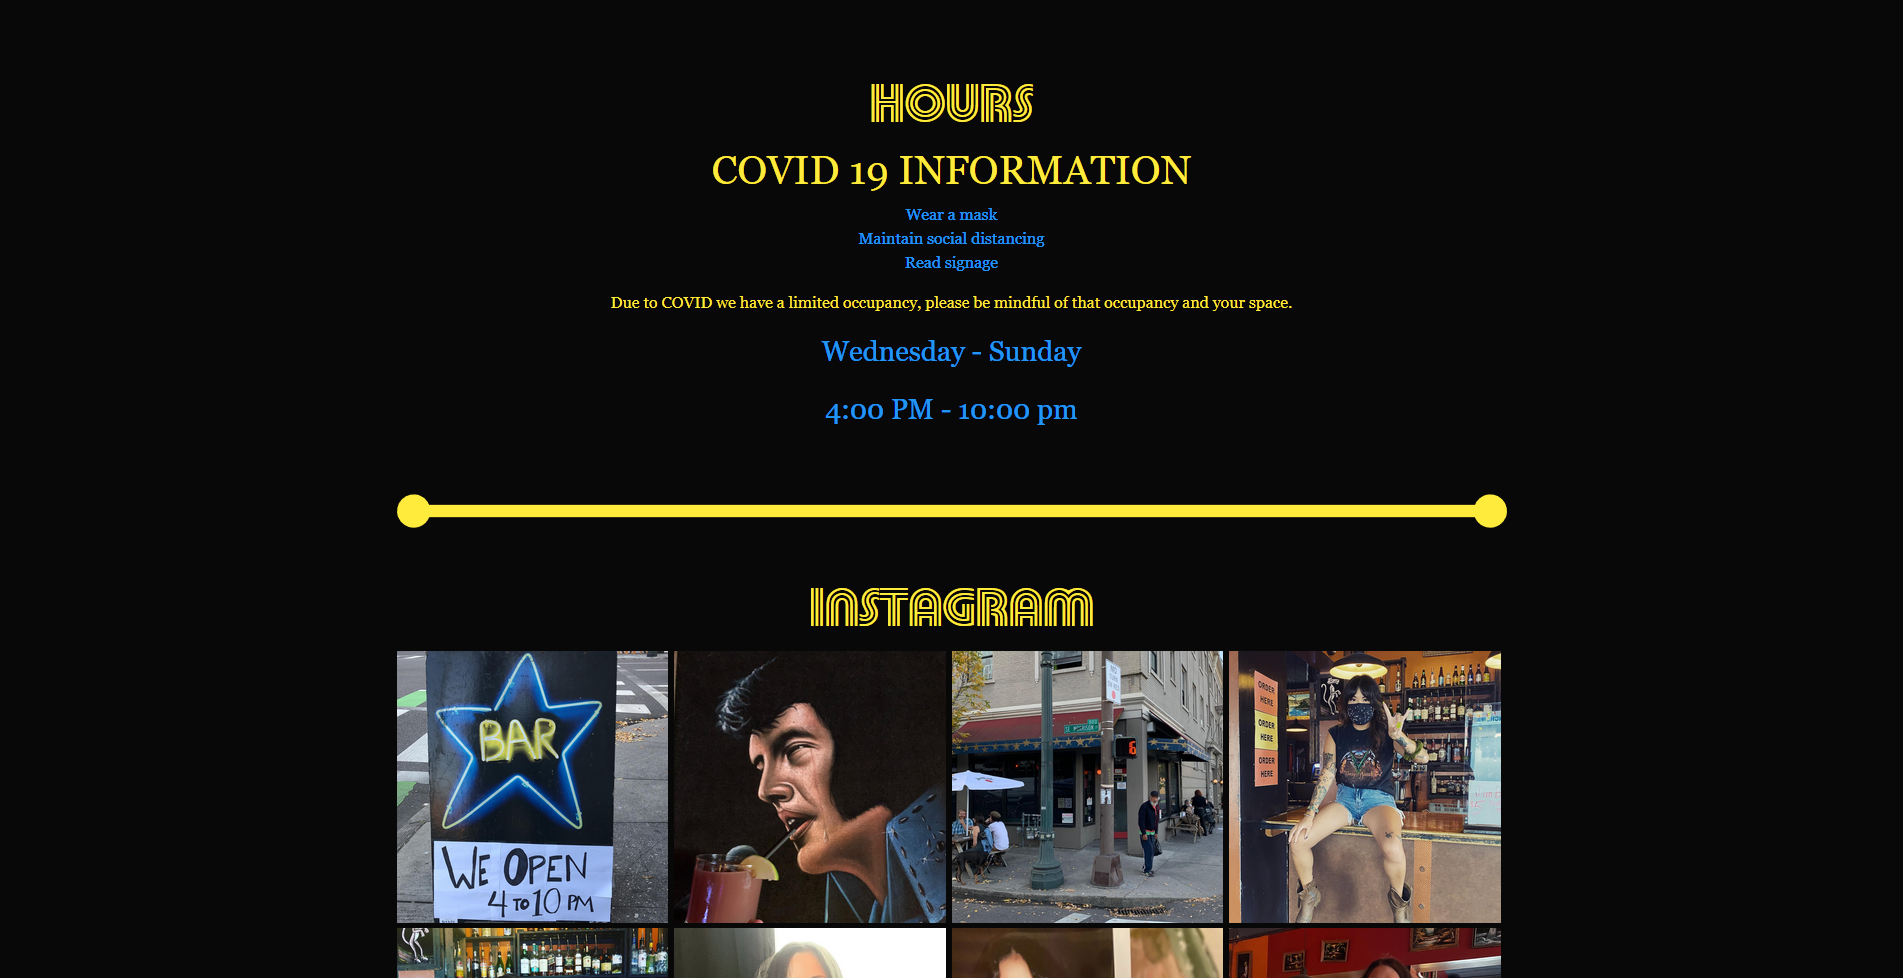 HOURS
COVID 19 INFORMATION
Wear a mask
Maintain social distancing
Read signage
Due to COVID we have a limited occupancy, please be mindful of that occupancy and your space.
Wednesday - Sunday
4:00 PM - 10:00 pm
INSTAGRAM
BAR
WE OPEN
4 TO 10 PM
ORDER
HERE
ORDER
HERE
ORDER
HERE